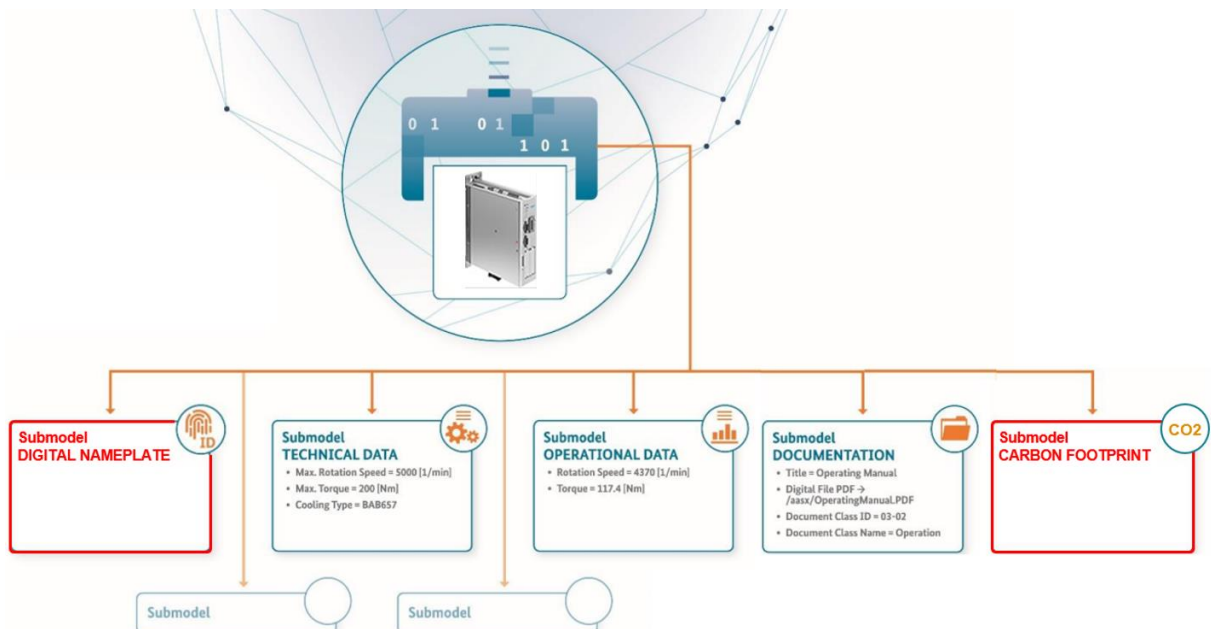 0 1 01
1 0 1
ID
Submodel
DIGITAL NAMEPLATE
Submodel
TECHNICAL DATA
• Max. Rotation Speed = 5000 [1/min]
• Max. Torque = 200 [Nm]
• Cooling Type = BAB657
Submodel
OPERATIONAL DATA
• Rotation Speed = 4370 [1/min]
• Torque = 117.4 [Nm]
Submodel
DOCUMENTATION
• Title = Operating Manual
• Digital File PDF →
/aasx/OperatingManual.PDF
• Document Class ID = 03-02
• Document Class Name = Operation
CO2
Submodel
CARBON FOOTPRINT
Submodel
Submodel